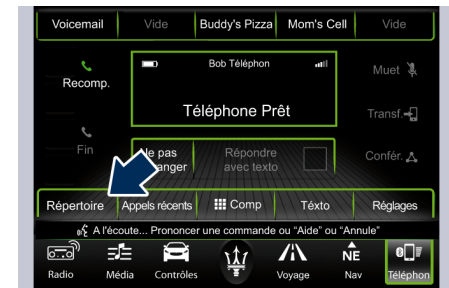 Voicemail Vide Buddy's Pizza Mom's Cell Vide
Bob Téléphon
Recomp. Muet
Téléphone Prêt
Transf.
Fin Ne pas Répondre Confér.
avec texto
Répertoire Appels récents Comp Téxto Réglages
A l'écoute... Prononcer une commande ou “Aide” ou “Annule”
NE
Radio Média Contrôles Voyage Nav Téléphon